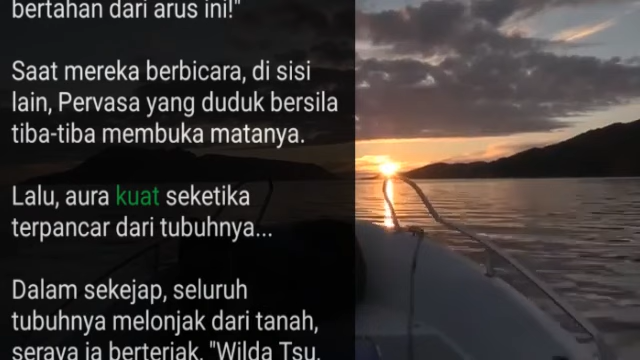 bertahan dari arus ini!"
Saat mereka berbicara, di sisi
lain, Pervasa yang duduk bersila
tiba-tiba membuka matanya.
Lalu, aura kuat seketika
terpancar dari tubuhnya...
Dalam sekejap, seluruh
tubuhnya melonjak dari tanah,
seraya ia berteriak, "Wilda Tsu,